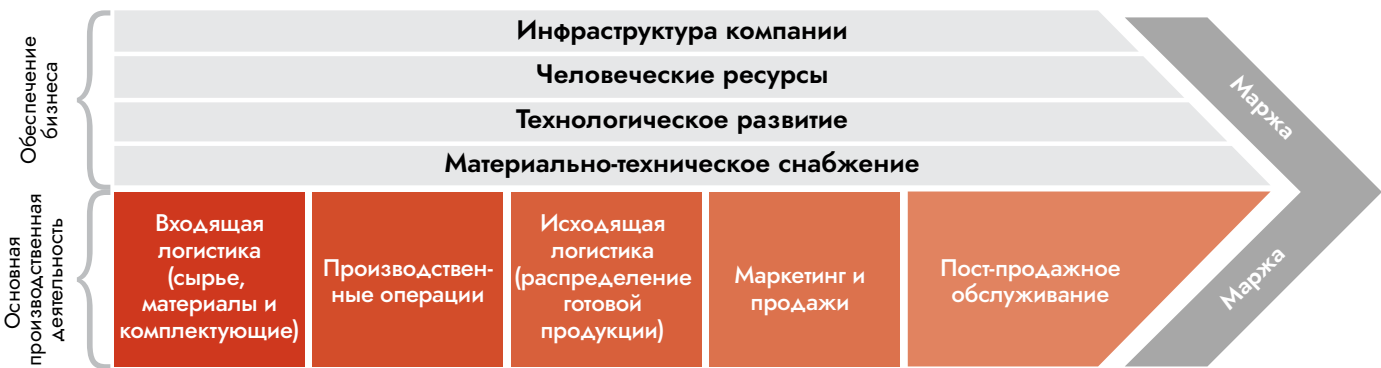 Обеспечение
бизнеса
Инфраструктура компании
Человеческие ресурсы
Технологическое развитие
Материально-техническое снабжение
Маржа
Основная
производственная
деятельность
Входящая
логистика
(сырье,
материалы и
комплектующие)
Производствен-
ные операции
Исходящая
логистика
(распределение
готовой
продукции)
Маркетинг и
продажи
Пост-продажное
обслуживание
Маржа